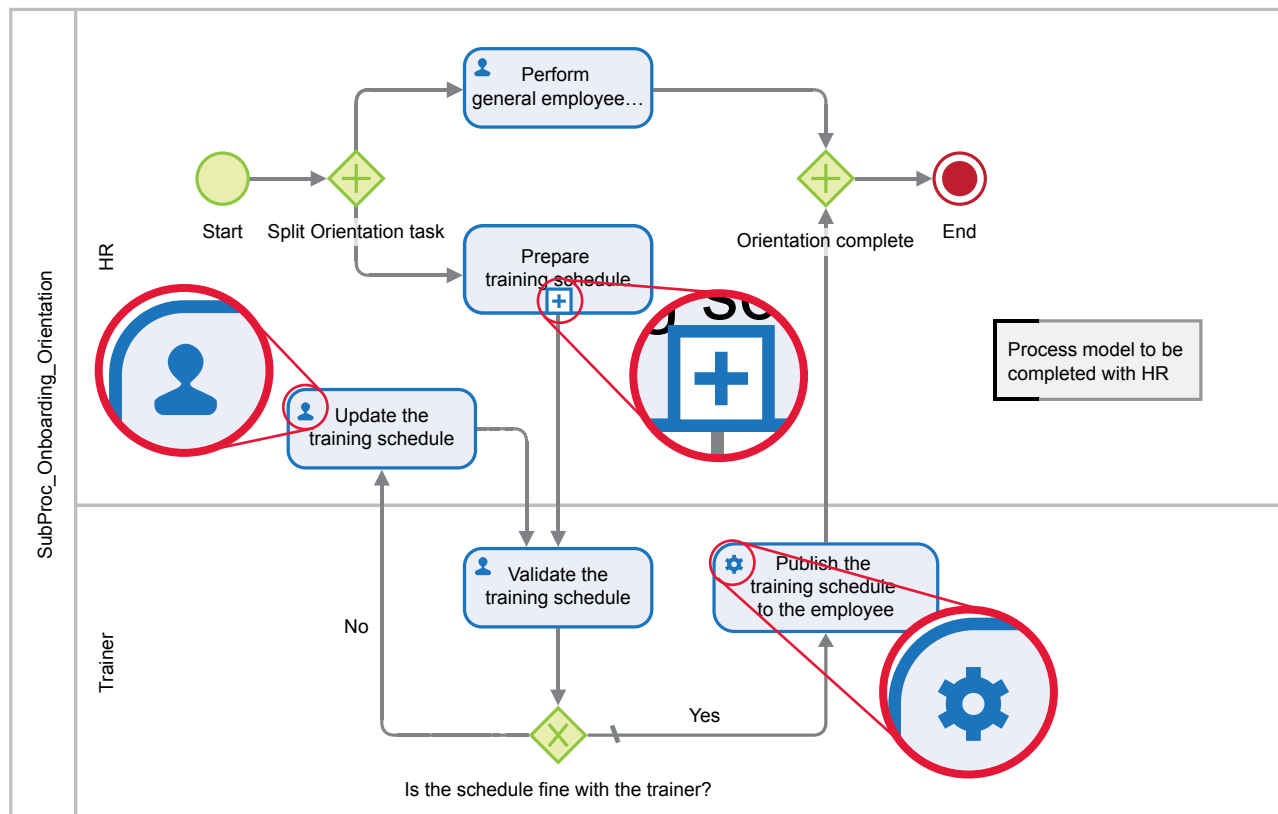 SubProc_Onboarding_Orientation
HR
Perform
general employee…
Start
Split Orientation task
Orientation complete
End
Prepare
training schedule
g sc
Process model to be
completed with HR
Update the
training schedule
Trainer
Validate the
training schedule
Publish the
training schedule
to the employee
No
Yes
Is the schedule fine with the trainer?